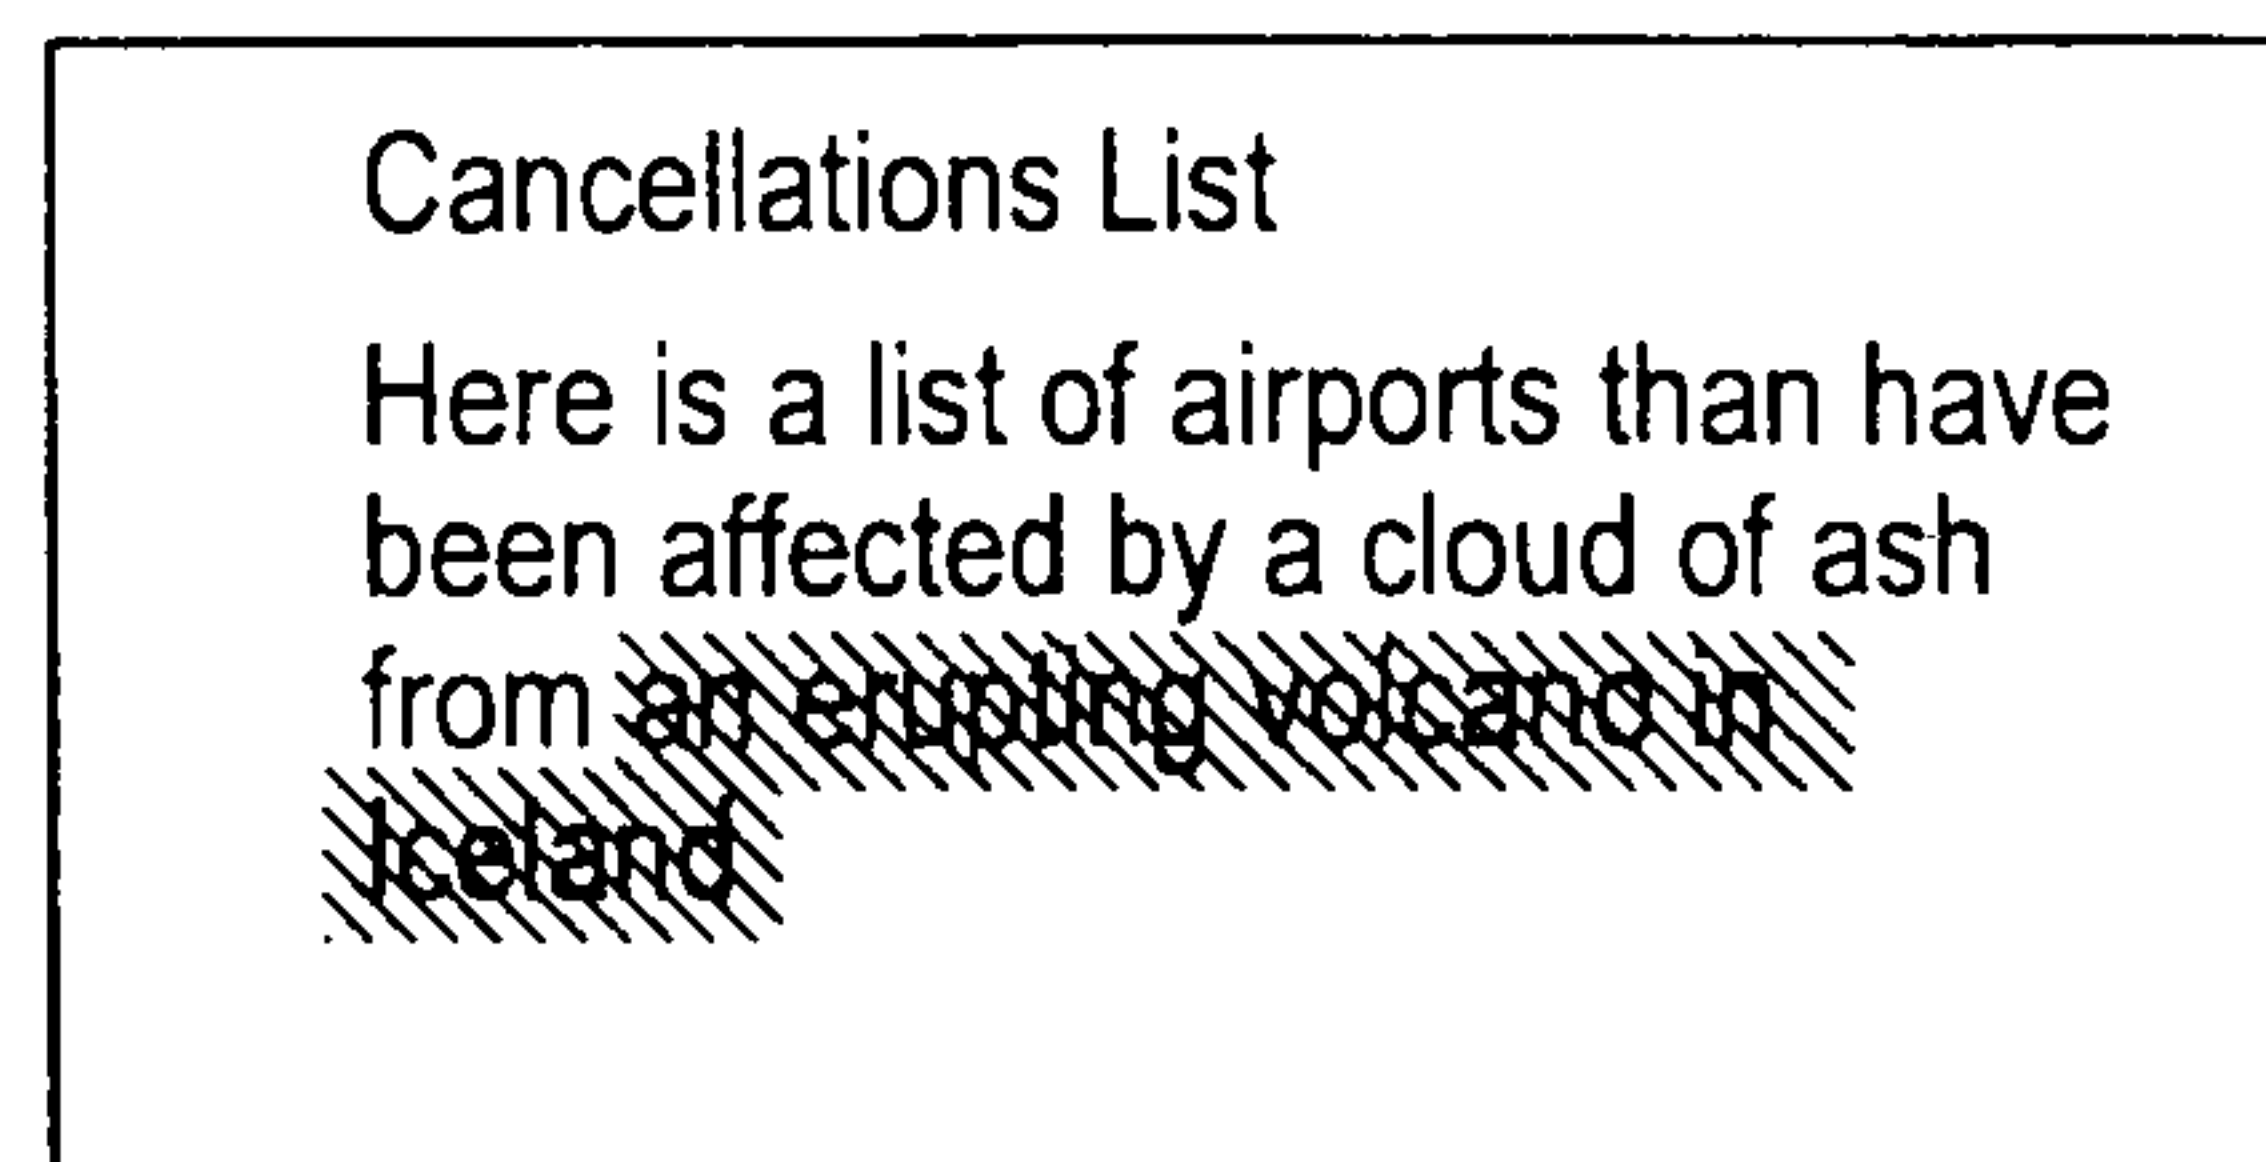 Cancellations List
Here is a list of airports than have
been affected by a cloud of ash
from an erupting volcano in
Iceland